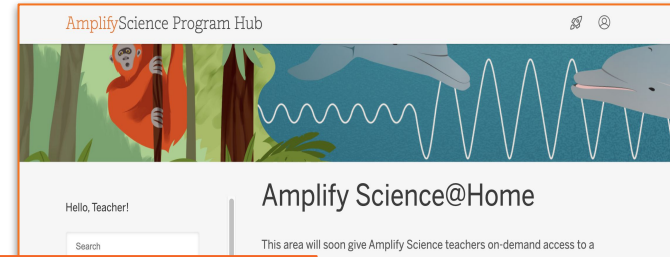 AmplifyScience Program Hub
Hello, Teacher!
Search
Amplify Science@Home
This area will soon give Amplify Science teachers on-demand access to a